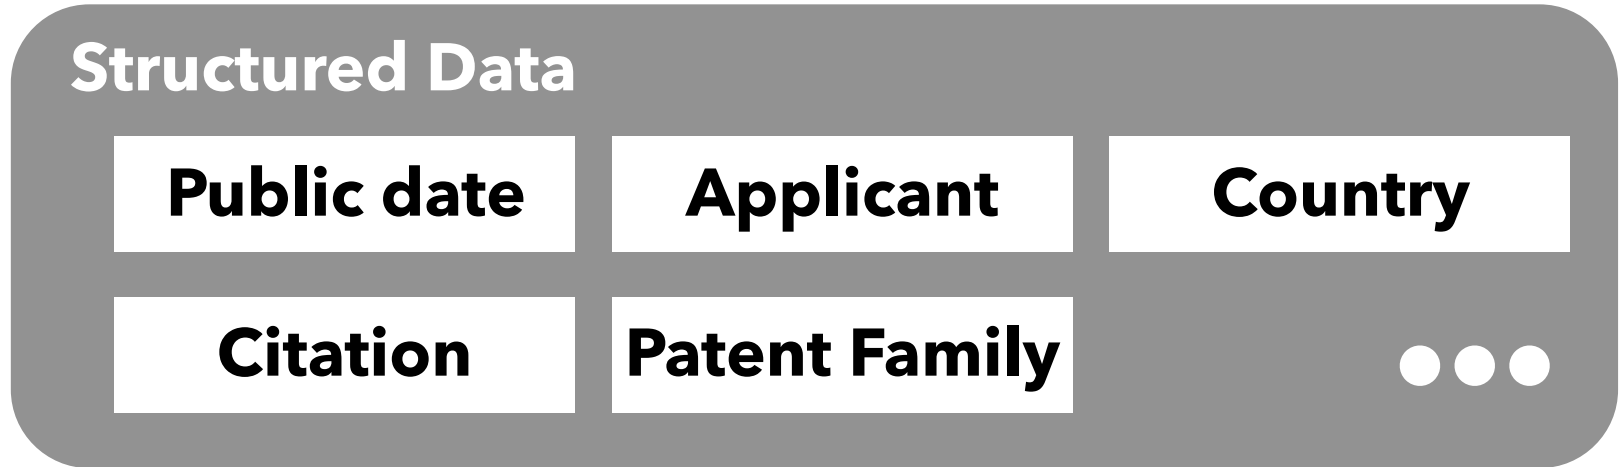 Structured Data
Public date
Applicant
Country
Citation
Patent Family